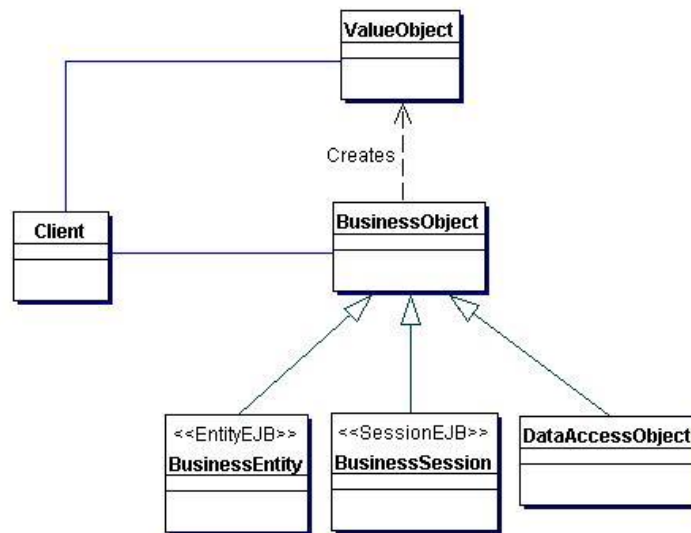 ValueObject
Creates
Client
BusinessObject
<<EntityEJB>>
BusinessEntity
<<SessionEJB>>
BusinessSession
DataAccessObject